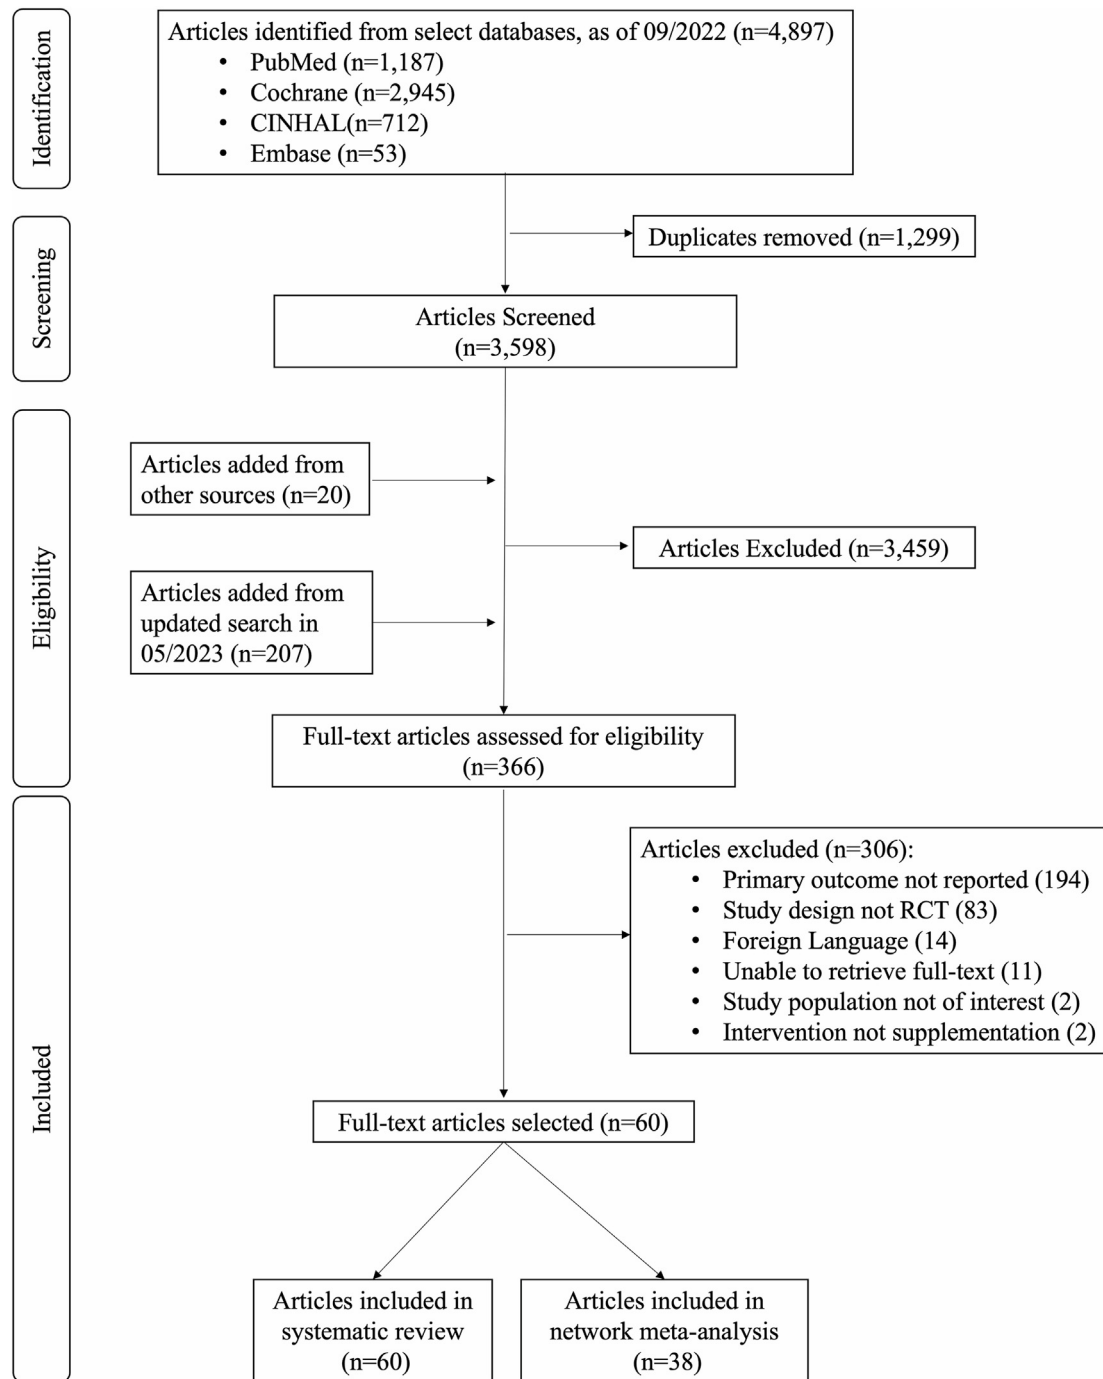 Identification
Articles identified from select databases, as of 09/2022 (n=4,897)
• PubMed (n=1,187)
• Cochrane (n=2,945)
• CINHAL(n=712)
• Embase (n=53)
Screening
Duplicates removed (n=1,299)
Articles Screened
(n=3,598)
Eligibility
Articles added from
other sources (n=20)
Articles Excluded (n=3,459)
Articles added from
updated search in
05/2023 (n=207)
Full-text articles assessed for eligibility
(n=366)
Included
Articles excluded (n=306):
• Primary outcome not reported (194)
• Study design not RCT (83)
• Foreign Language (14)
• Unable to retrieve full-text (11)
• Study population not of interest (2)
• Intervention not supplementation (2)
Full-text articles selected (n=60)
Articles included in
systematic review
(n=60)
Articles included in
network meta-analysis
(n=38)